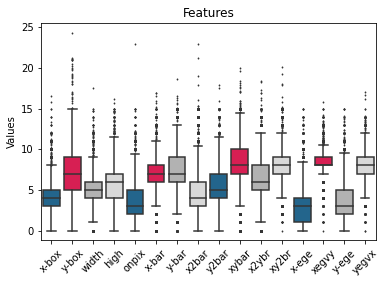 Features
Values
25
20
15
10
5
0
x-box
y-box
width
high
onpix
x-bar
y-bar
x2bar
y2bar
xybar
x2ybr
xy2br
x-ege
xegvy
y-ege
yegvx